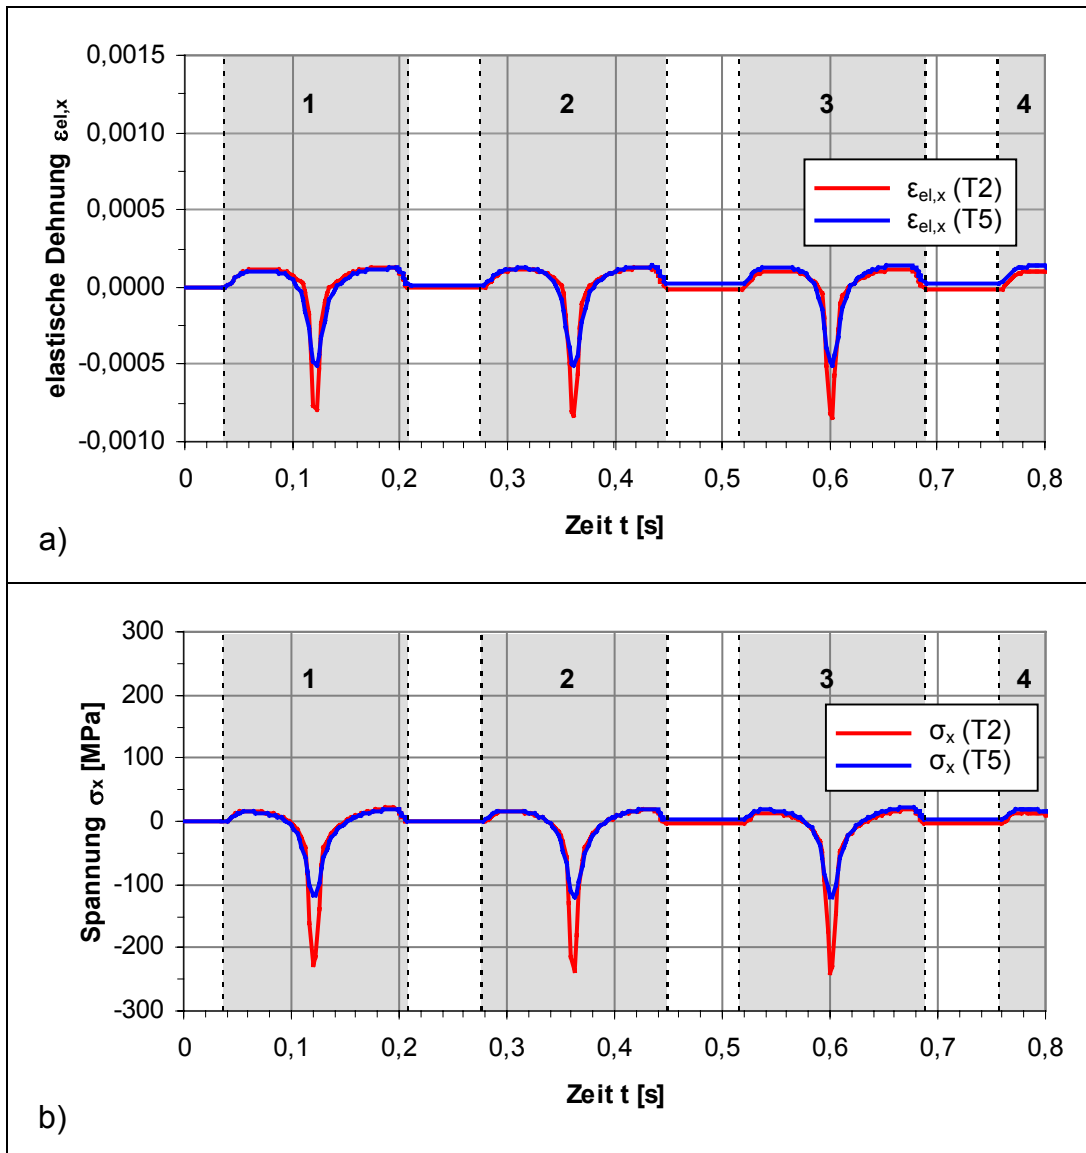 elastische Dehnung εel,x
0,0015
0,0010
0,0005
0,0000
-0,0005
-0,0010
1
2
3
4
εel,x (T2)
εel,x (T5)
0 0,1 0,2 0,3 0,4 0,5 0,6 0,7 0,8
Zeit t [s]
a)
Spannung σx [MPa]
300
200
100
0
-100
-200
-300
1
2
3
4
σx (T2)
σx (T5)
0 0,1 0,2 0,3 0,4 0,5 0,6 0,7 0,8
Zeit t [s]
b)